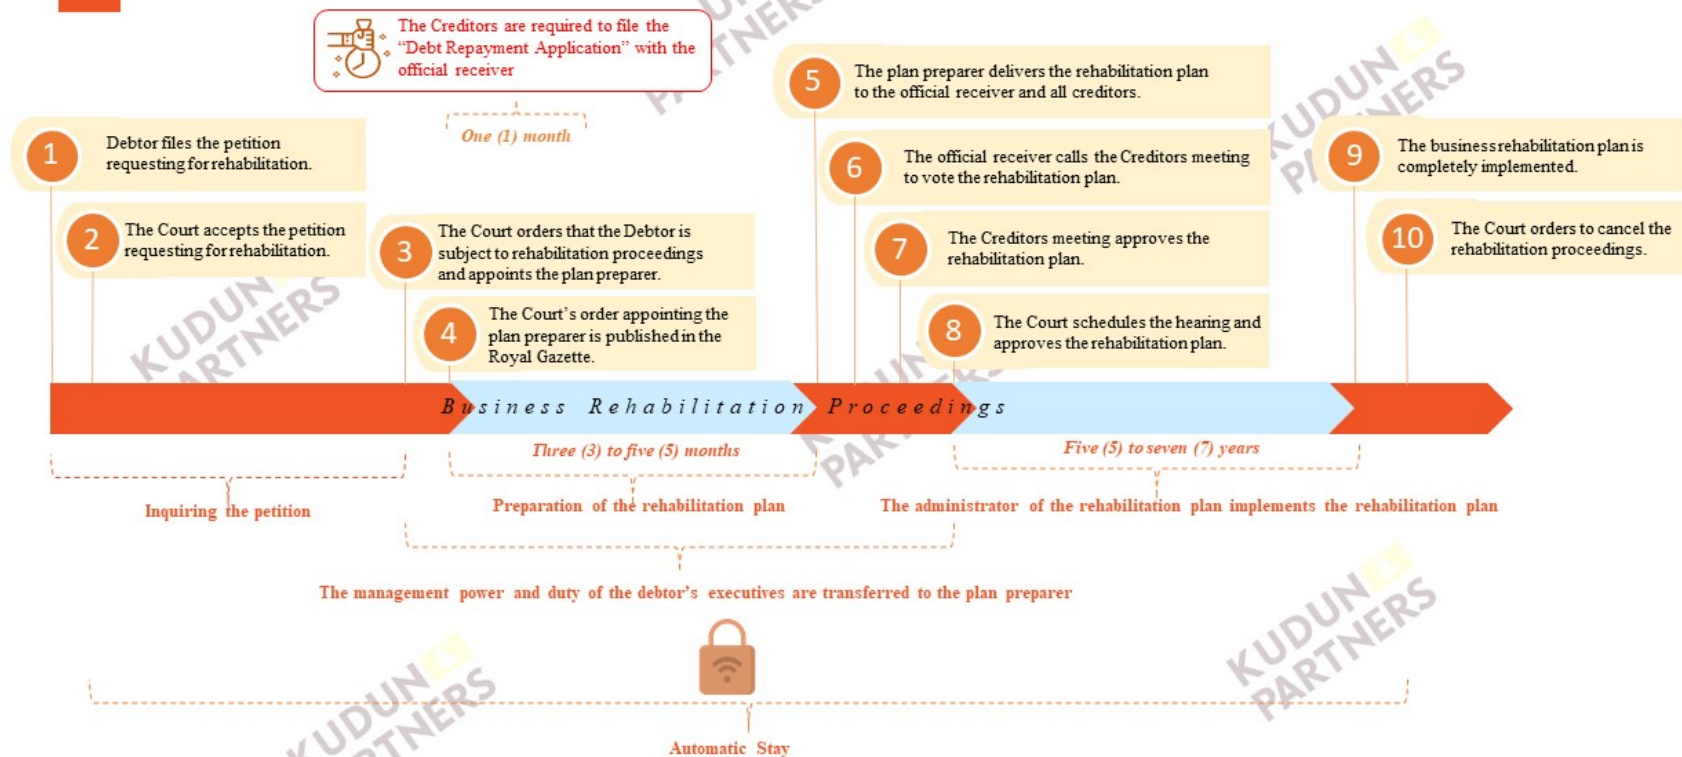 The Creditors are required to file the
“Debt Repayment Application” with the
official receiver
One (1) month
1
Debtor files the petition
requesting for rehabilitation.
2
The Court accepts the petition
requesting for rehabilitation.
3
The Court orders that the Debtor is
subject to rehabilitation proceedings
and appoints the plan preparer.
4
The Court’s order appointing the
plan preparer is published in the
Royal Gazette.
5
The plan preparer delivers the rehabilitation plan
to the official receiver and all creditors.
6
The official receiver calls the Creditors meeting
to vote the rehabilitation plan.
7
The Creditors meeting approves the
rehabilitation plan.
8
The Court schedules the hearing and
approves the rehabilitation plan.
9
The business rehabilitation plan is
completely implemented.
10
The Court orders to cancel the
rehabilitation proceedings.
Business Rehabilitation Proceedings
Three (3) to five (5) months
Five (5) to seven (7) years
Inquiring the petition
Preparation of the rehabilitation plan
The administrator of the rehabilitation plan implements the rehabilitation plan
The management power and duty of the debtor’s executives are transferred to the plan preparer
Automatic Stay
KUDUN &
PARTNERS
KUDUN
PARTNERS
KUDUN &
PARTNERS
KUDUN &
PARTNERS
PARTNERS
PARTNERS